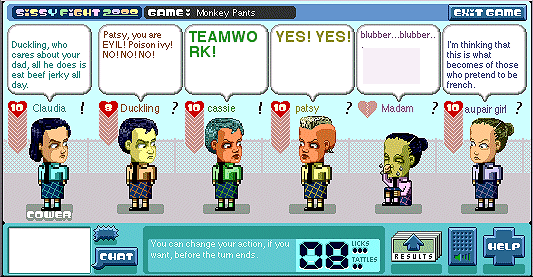 SiSSY FiGHT 2000 GAME: Monkey Pants EXIT GAME
Duckling, who
cares about your
dad, all he does is
eat beef jerky all
day.
Patsy, you are
EYIL! Poison ivy!
NO! NO! NO!
TEAMWO
RK!
YES! YES!
blubber...blubber..
.
I'm thinking that
this is what
becomes of those
who pretend to be
french.
10 Claudia !
8 Duckling ?
10 cassie !
10 patsy ?
Madam
10 aupair girl ?
COWER
CHAT
You can change your action, if you
want, before the turn ends.
08
LICKS
TATTLES
RESULTS
HELP